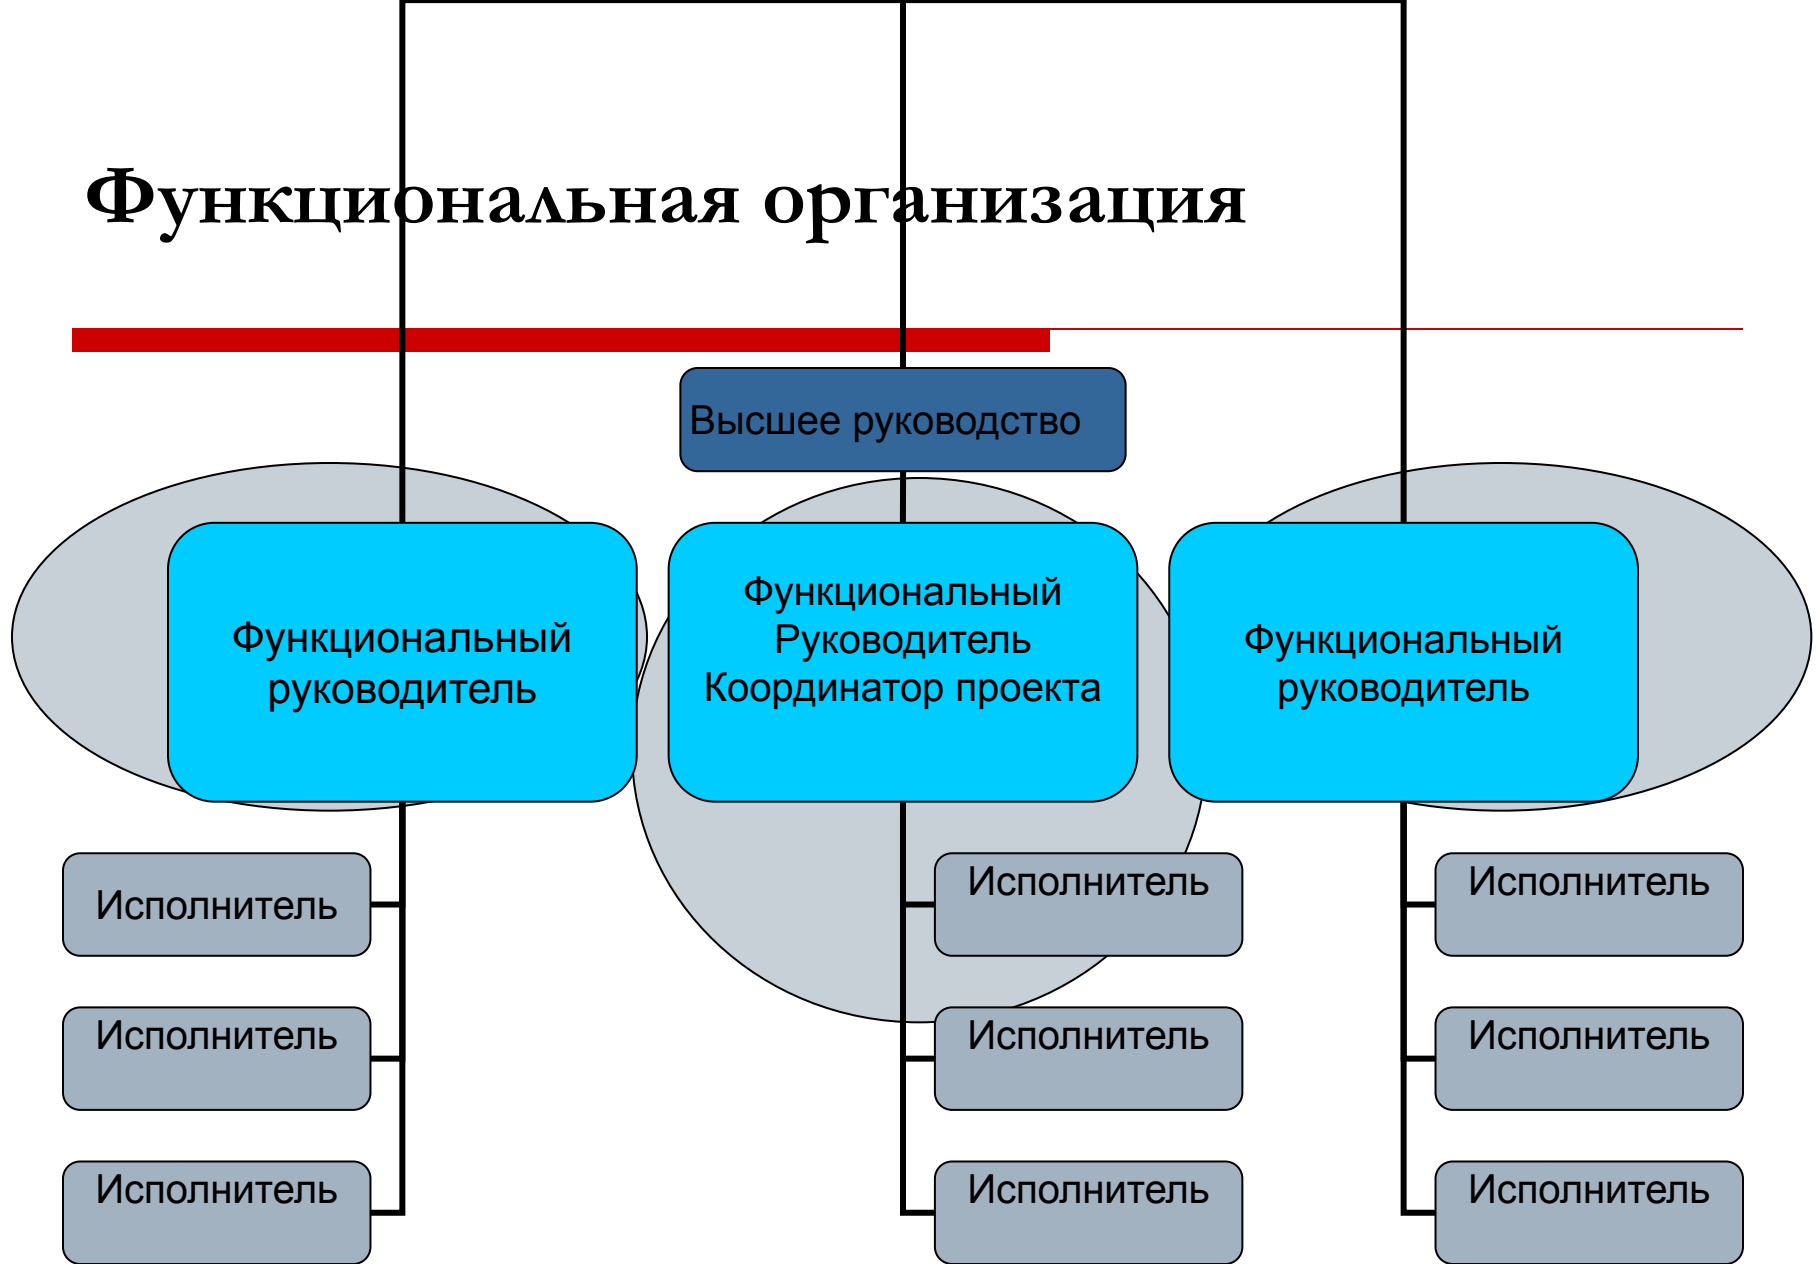 Функциональная организация
Высшее руководство
Функциональный
руководитель
Функциональный
Руководитель
Координатор проекта
Функциональный
руководитель
Исполнитель
Исполнитель
Исполнитель
Исполнитель
Исполнитель
Исполнитель
Исполнитель
Исполнитель
Исполнитель